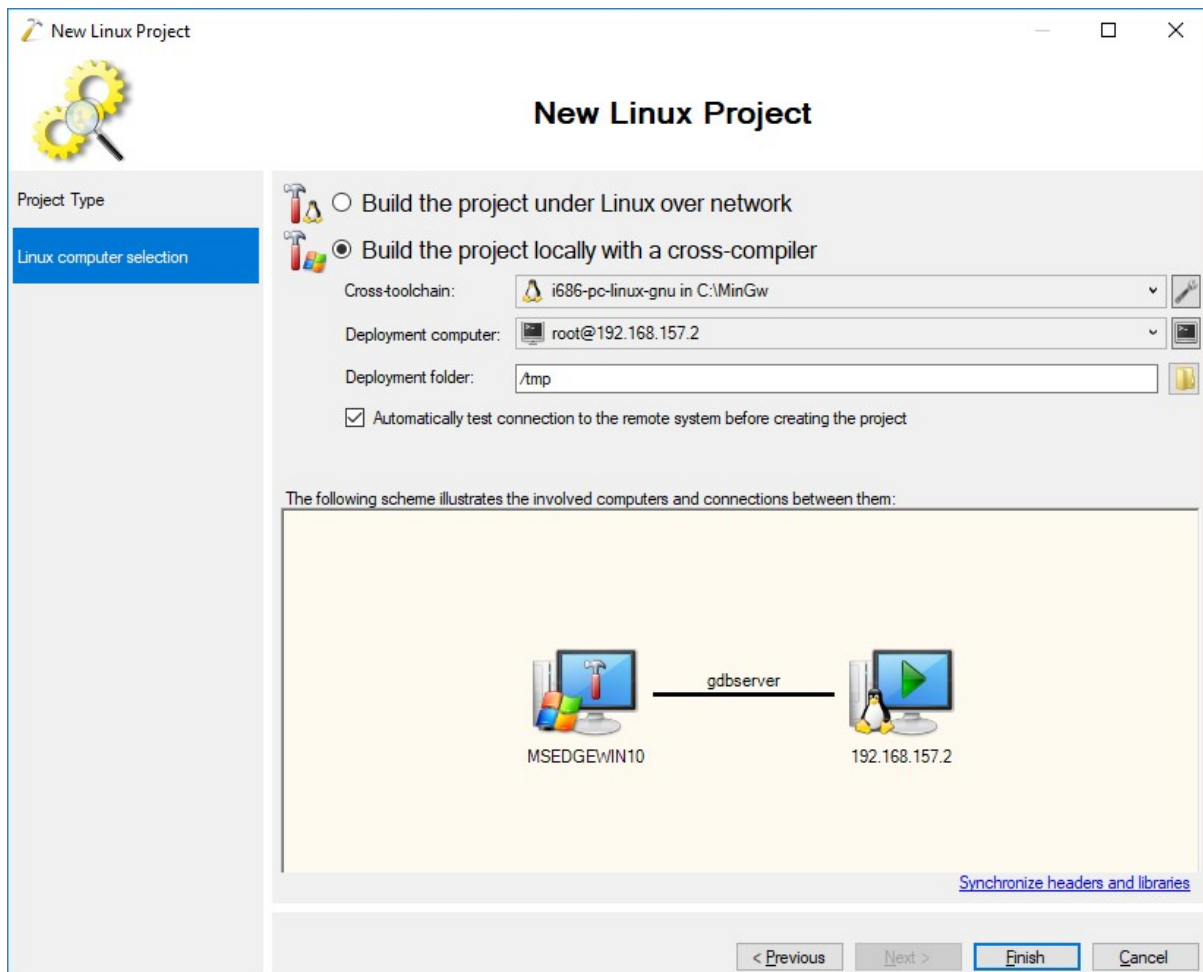 New Linux Project
New Linux Project
Project Type
Linux computer selection
Build the project under Linux over network
Build the project locally with a cross-compiler
Cross-toolchain: i686-pc-linux-gnu in C:\MinGw
Deployment computer: root@192.168.157.2
Deployment folder: /tmp
Automatically test connection to the remote system before creating the project
The following scheme illustrates the involved computers and connections between them:
gdbserver
MSEDGEWIN10 192.168.157.2
Synchronize headers and libraries
< Previous Next > Finish Cancel